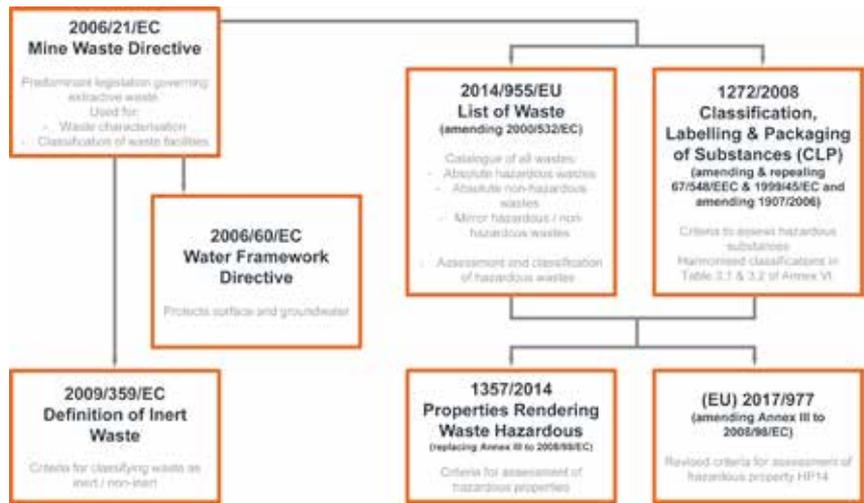 2006/21/EC
Mine Waste Directive
Predominant legislation governing
extractive waste
Used for:
- Waste characterisation
- Classification of waste facilities
2014/955/EU
List of Waste
(amending 2000/532/EC)
Catalogue of all wastes:
- Absolute hazardous wastes
- Absolute non-hazardous
wastes
- Mirror hazardous / non-
hazardous wastes
- Assessment and classification
of hazardous wastes
1272/2008
Classification,
Labelling & Packaging
of Substances (CLP)
(amending & repealing
67/548/EEC & 1999/45/EC and
amending 1907/2006)
Criteria to assess hazardous
substances
Harmonised classifications in
Table 3.1 & 3.2 of Annex VI
2006/60/EC
Water Framework
Directive
Protects surface and groundwater
2009/359/EC
Definition of Inert
Waste
Criteria for classifying waste as
inert / non-inert
1357/2014
Properties Rendering
Waste Hazardous
(replacing Annex III to 2008/98/EC)
Criteria for assessment of
hazardous properties
(EU) 2017/977
(amending Annex III to
2008/98/EC)
Revised criteria for assessment of
hazardous property HP14